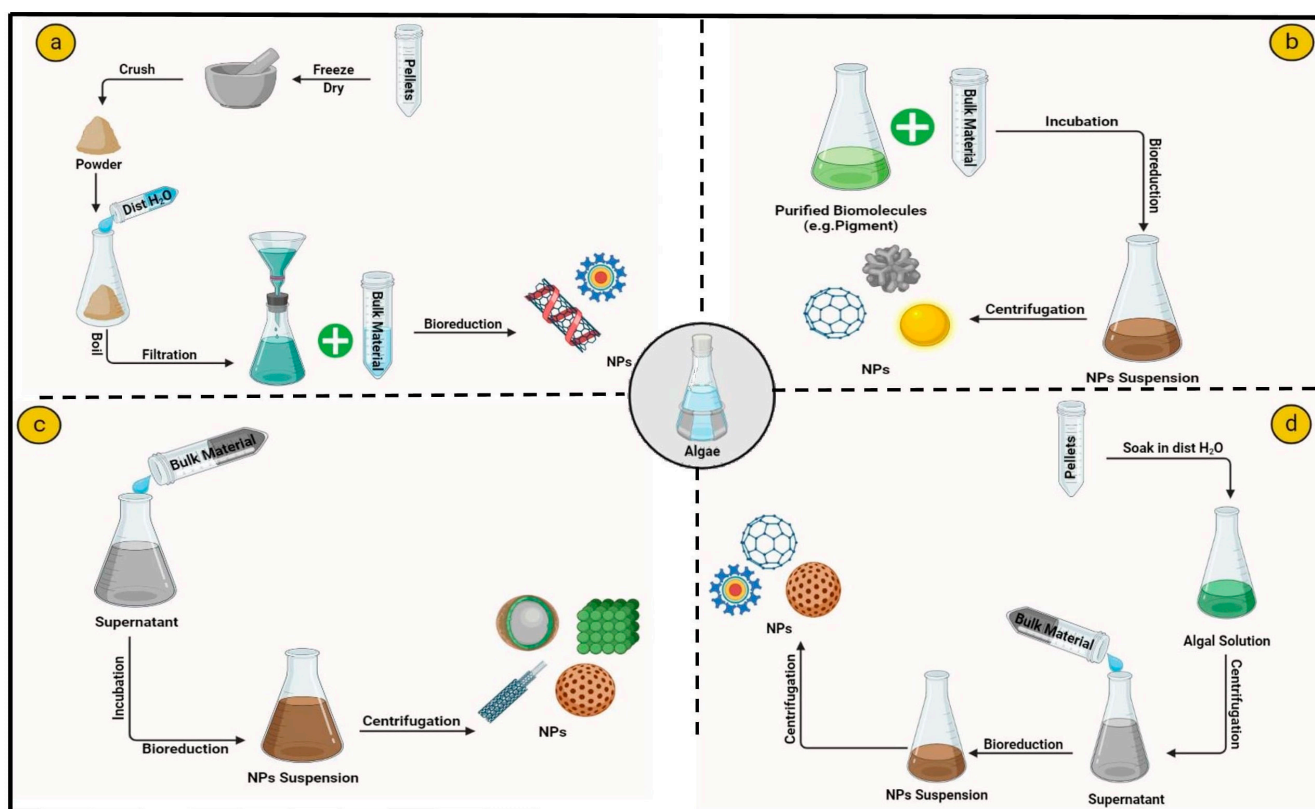 a
Crush
Freeze
Dry
Pellets
Powder
Dist H₂O
Boil
Filtration
Bulk Material
Bioreduction
NPs
b
Bulk Material
Incubation
Bioreduction
Purified Biomolecules
(e.g.Pigment)
Centrifugation
NPs
NPs Suspension
Algae
c
Bulk Material
Supernatant
Incubation
Bioreduction
NPs Suspension
Centrifugation
NPs
d
Pellets
Soak in dist H₂O
Algal Solution
Centrifugation
Bulk Material
Supernatant
Bioreduction
NPs Suspension
Centrifugation
NPs